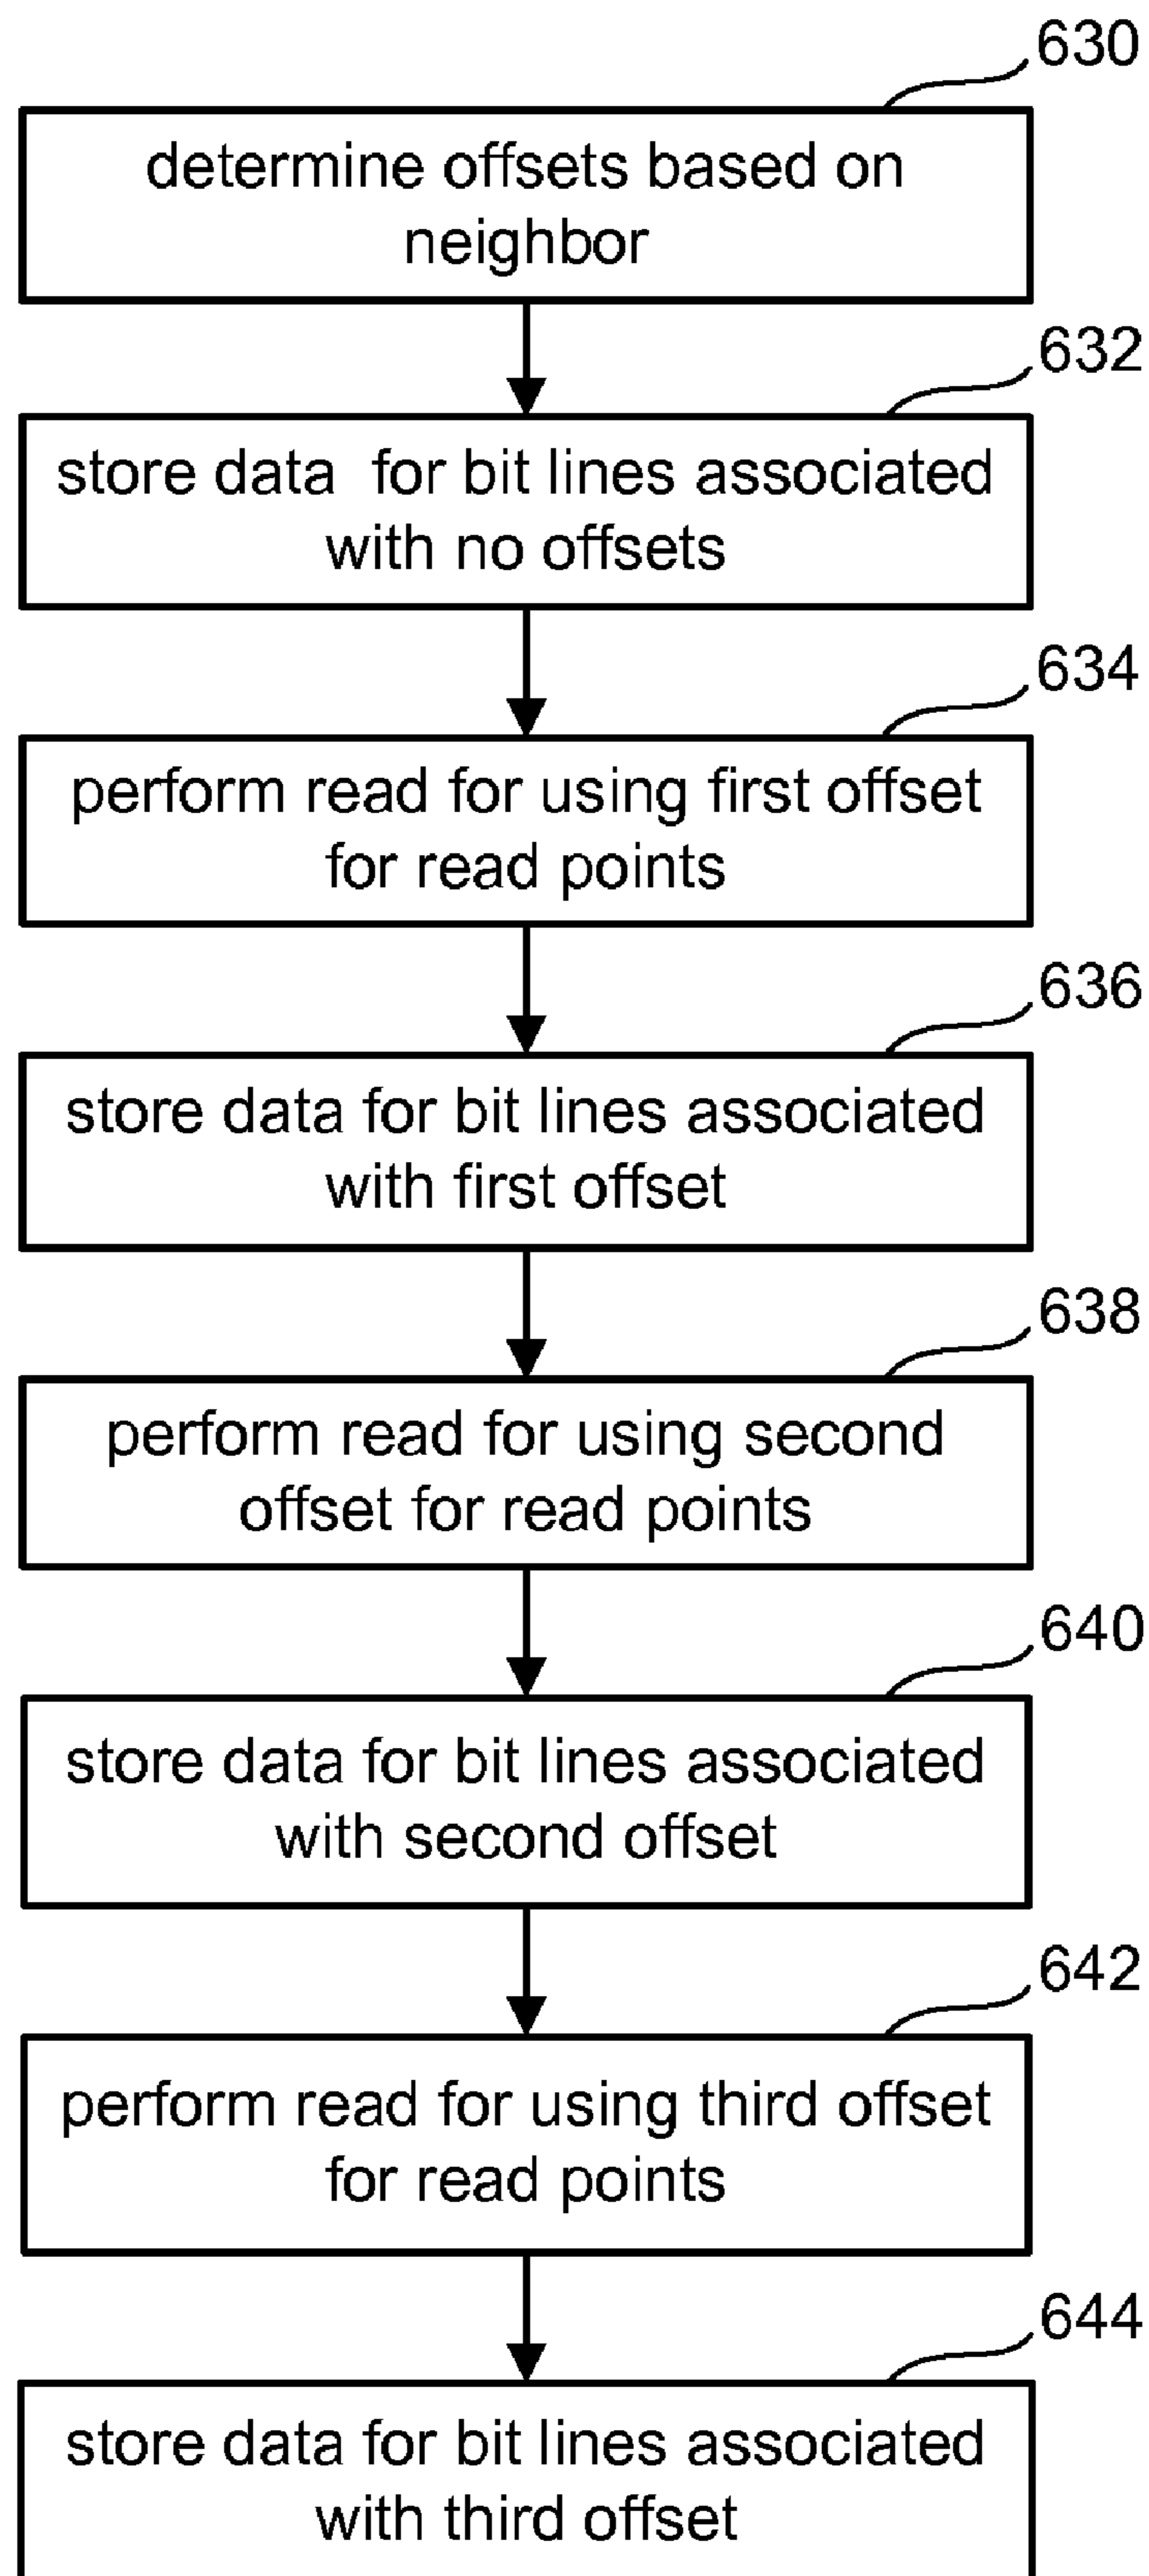 630
determine offsets based on
neighbor
632
store data for bit lines associated
with no offsets
634
perform read for using first offset
for read points
636
store data for bit lines associated
with first offset
638
perform read for using second
offset for read points
640
store data for bit lines associated
with second offset
642
perform read for using third offset
for read points
644
store data for bit lines associated
with third offset